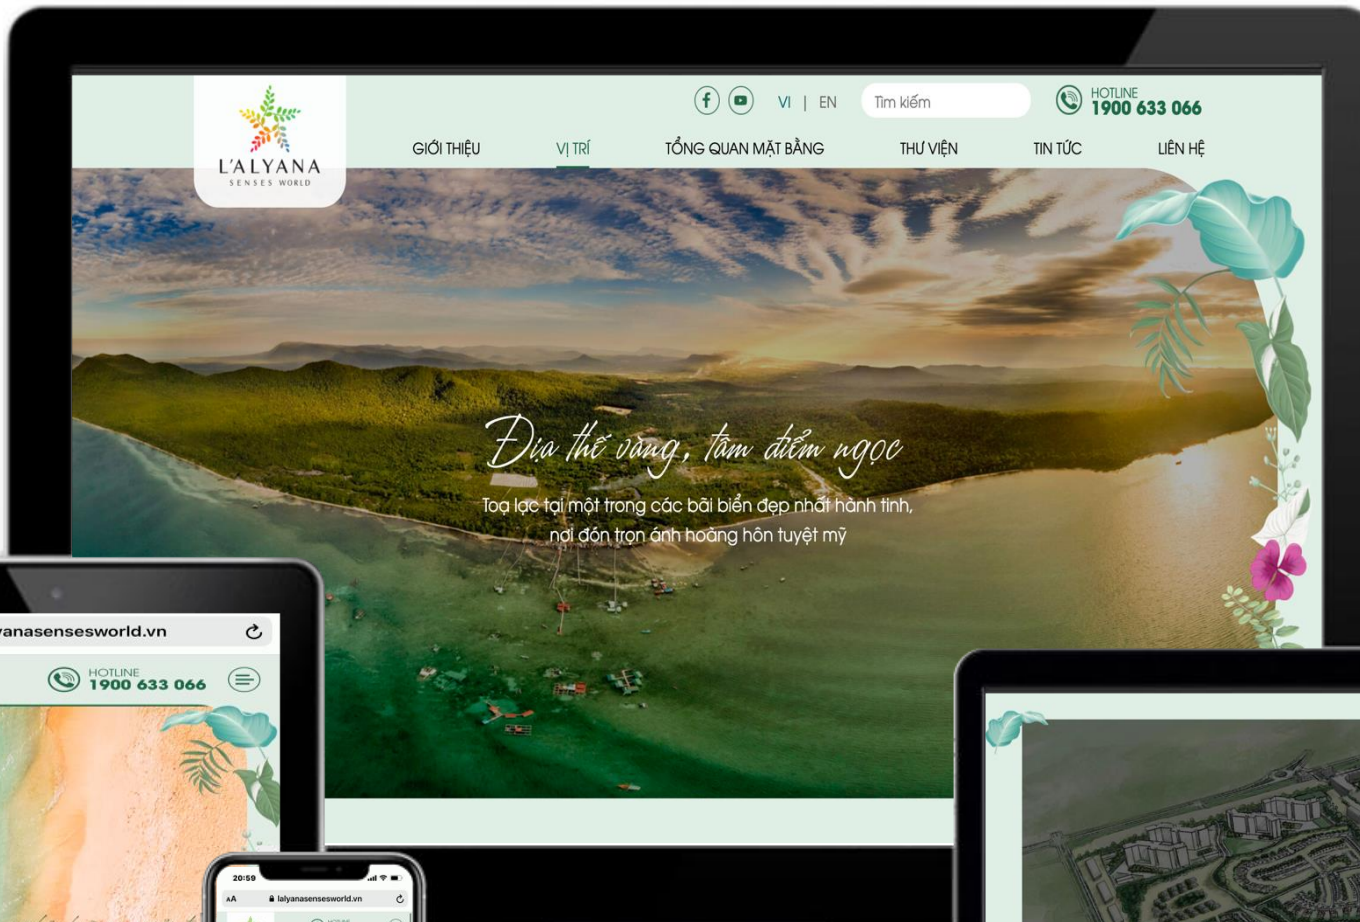 L'ALYANA
SENSES WORLD
VI | EN
Tìm kiếm
HOTLINE
1900 633 066
GIỚI THIỆU
VỊ TRÍ
TỔNG QUAN MẶT BẰNG
THƯ VIỆN
TIN TỨC
LIÊN HỆ
Địa thế vàng, tâm điểm ngọc
Toạ lạc tại một trong các bãi biển đẹp nhất hành tinh,
nơi đón trọn ánh hoàng hôn tuyệt mỹ
yanasensesworld.vn
HOTLINE
1900 633 066
20:59
AA
lalyanasensesworld.vn